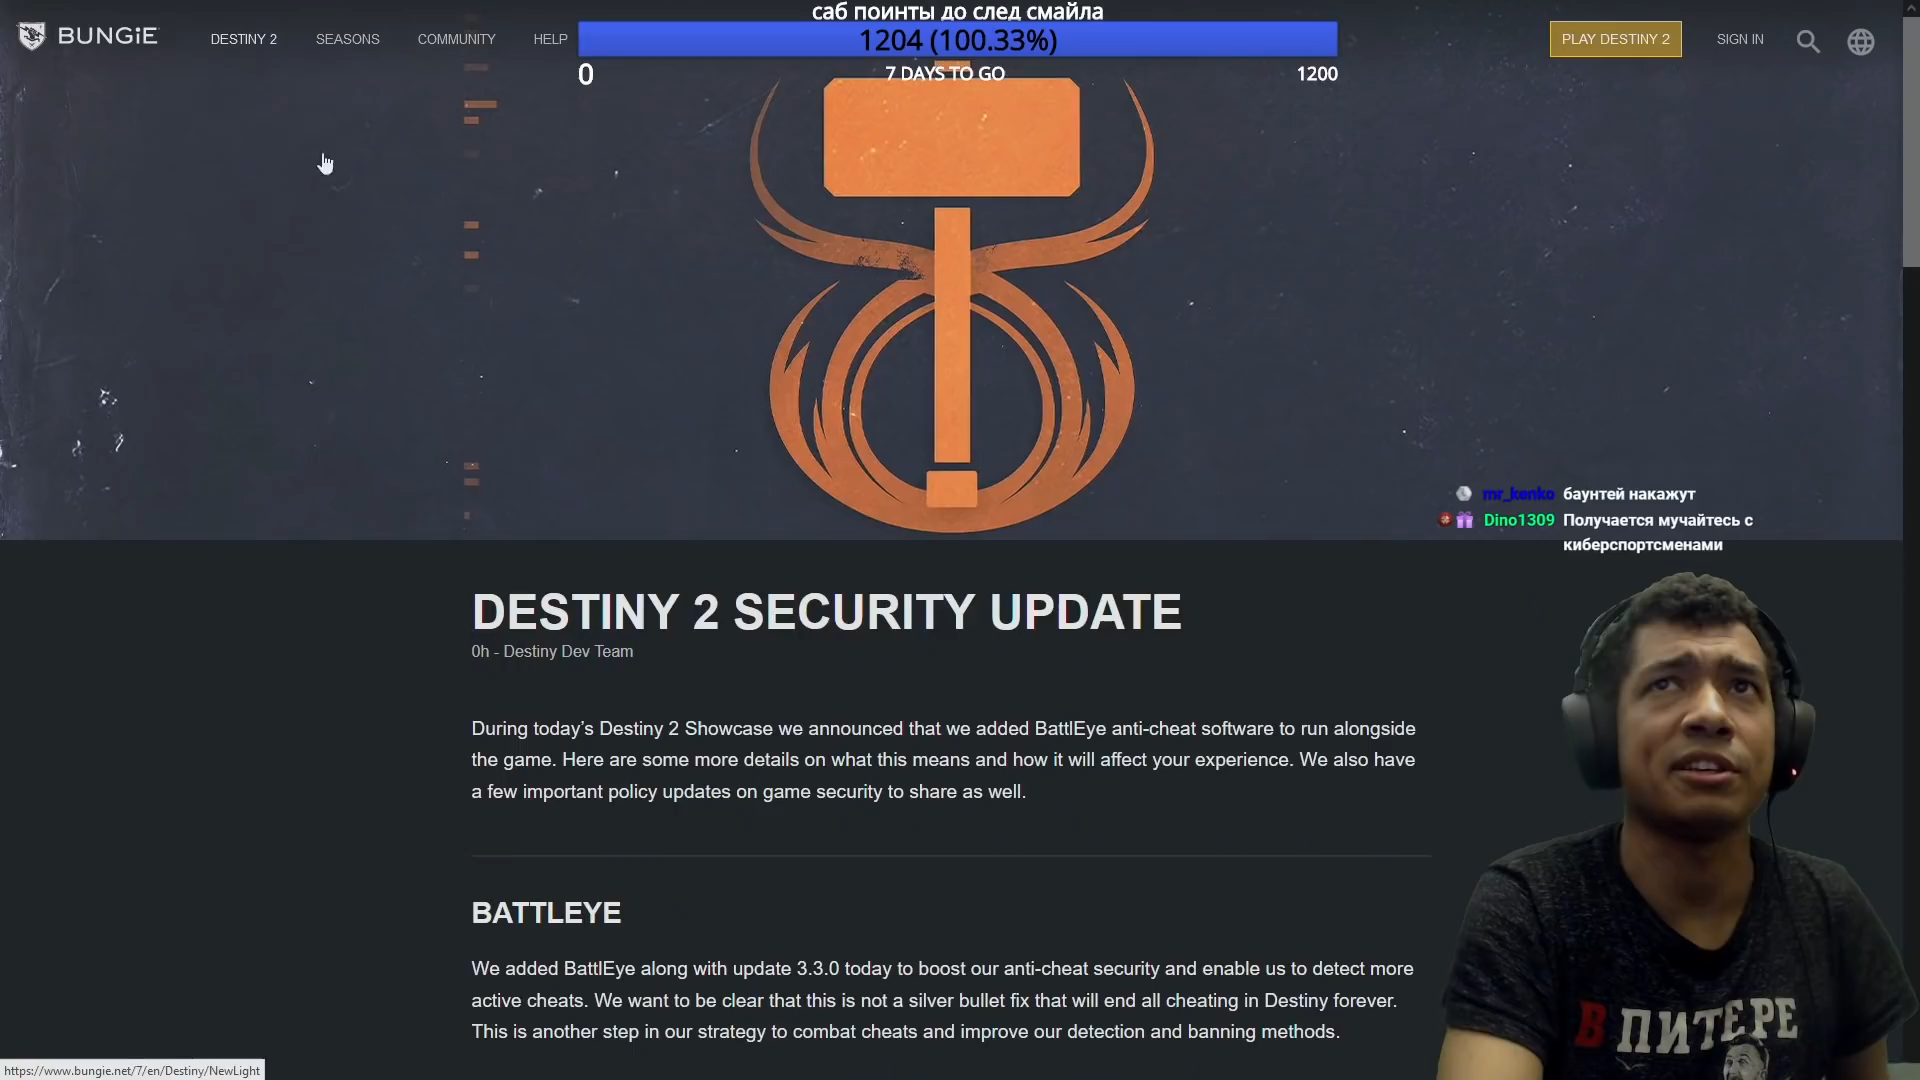 саб поинты до след смайла
BUNGiE
DESTINY 2
SEASONS
COMMUNITY
HELP
1204 (100.33%)
PLAY DESTINY 2
SIGN IN
0
7 DAYS TO GO
1200
mr_kenko баунтей накажут
Dino1309 Получается мучайтесь с
киберспортсменами
DESTINY 2 SECURITY UPDATE
0h - Destiny Dev Team
During today’s Destiny 2 Showcase we announced that we added BattlEye anti-cheat software to run alongside
the game. Here are some more details on what this means and how it will affect your experience. We also have
a few important policy updates on game security to share as well.
BATTLEYE
We added BattlEye along with update 3.3.0 today to boost our anti-cheat security and enable us to detect more
active cheats. We want to be clear that this is not a silver bullet fix that will end all cheating in Destiny forever.
This is another step in our strategy to combat cheats and improve our detection and banning methods.
В ПИТЕРЕ
https://www.bungie.net/7/en/Destiny/NewLight